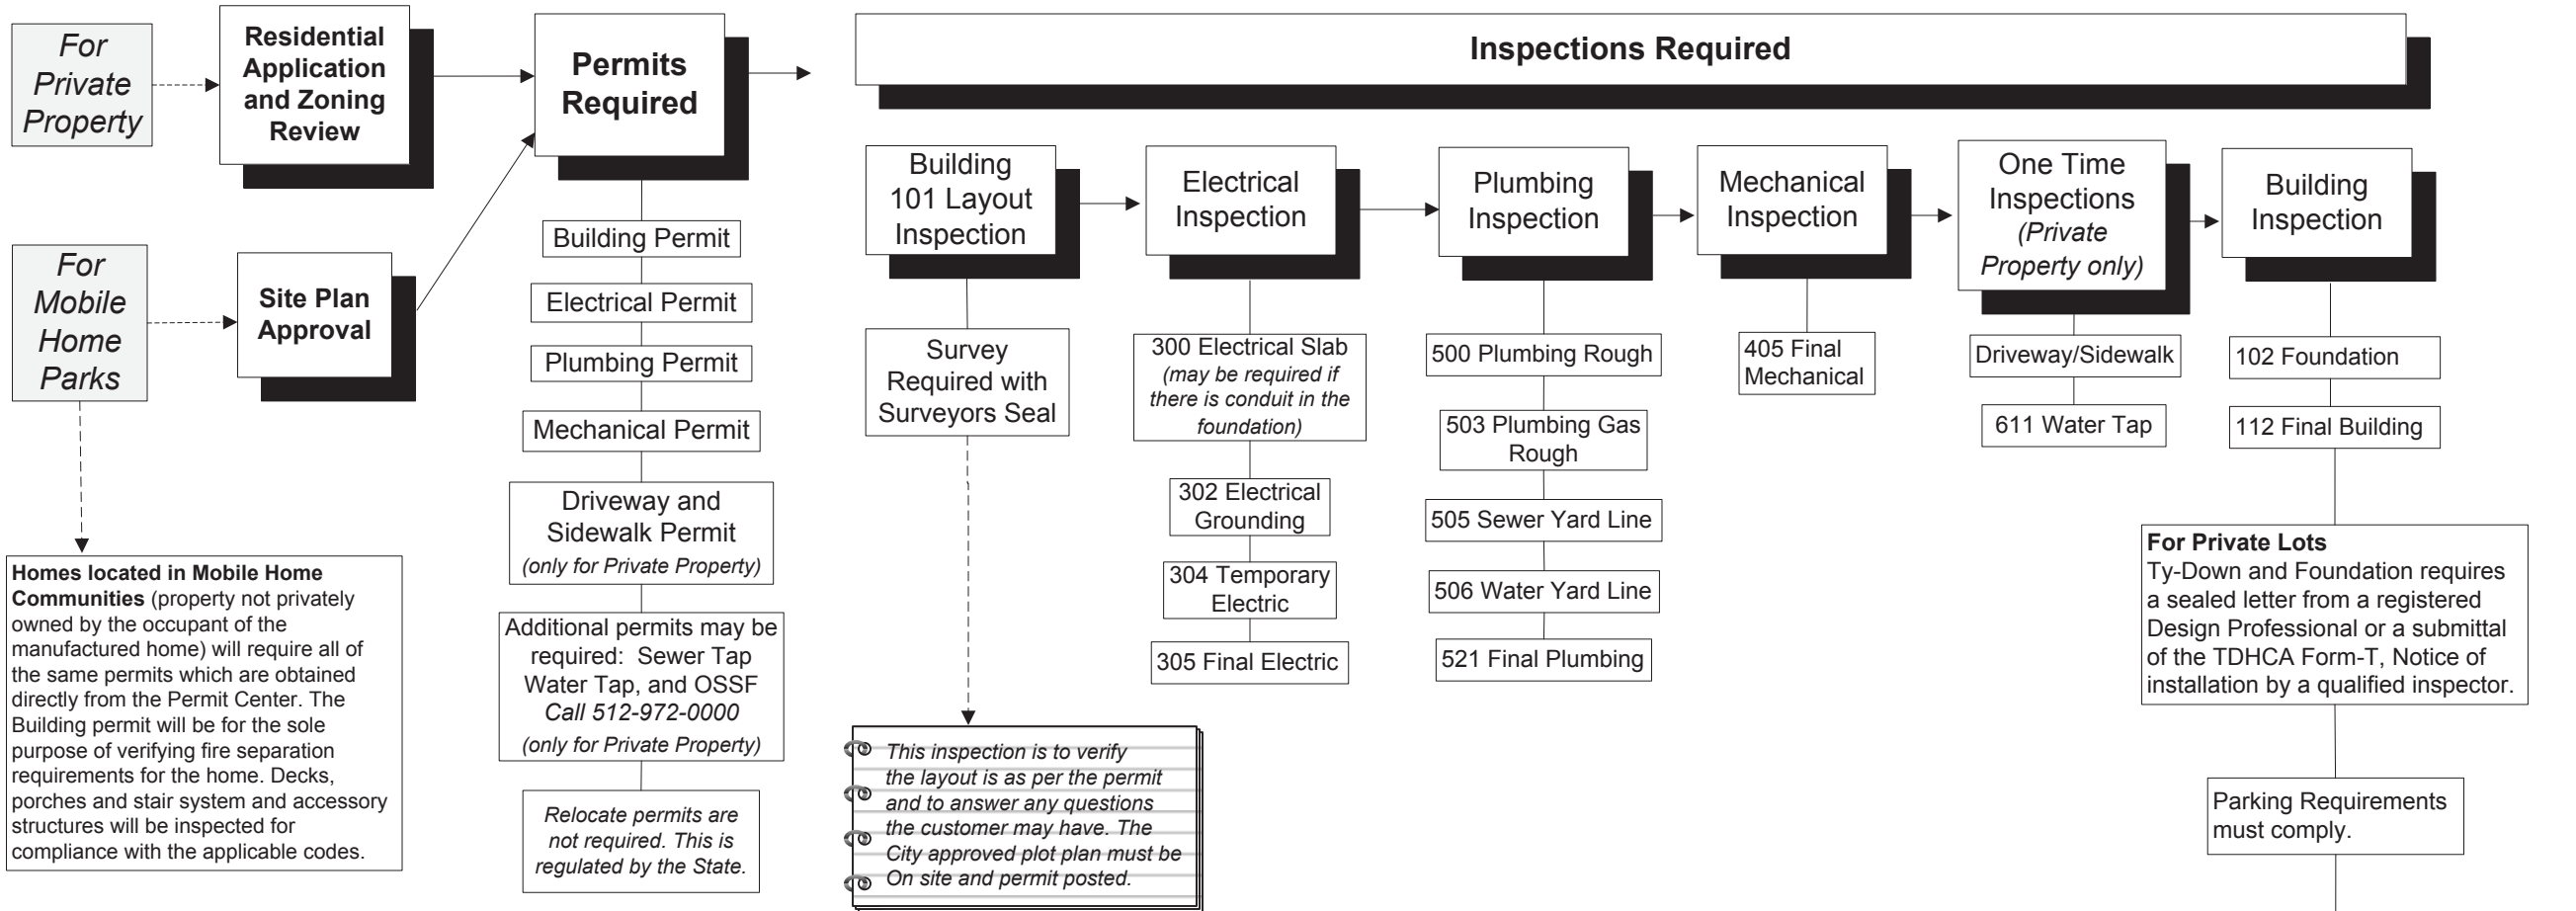 For
Private
Property
Residential
Application
and Zoning
Review
Permits
Required
Inspections Required
For
Mobile
Home
Parks
Site Plan
Approval
Homes located in Mobile Home
Communities (property not privately
owned by the occupant of the
manufactured home) will require all of
the same permits which are obtained
directly from the Permit Center. The
Building permit will be for the sole
purpose of verifying fire separation
requirements for the home. Decks,
porches and stair system and accessory
structures will be inspected for
compliance with the applicable codes.
Building Permit
Electrical Permit
Plumbing Permit
Mechanical Permit
Driveway and
Sidewalk Permit
(only for Private Property)
Additional permits may be
required: Sewer Tap
Water Tap, and OSSF
Call 512-972-0000
(only for Private Property)
Relocate permits are
not required. This is
regulated by the State.
Building
101 Layout
Inspection
Survey
Required with
Surveyors Seal
This inspection is to verify
the layout is as per the permit
and to answer any questions
the customer may have. The
City approved plot plan must be
On site and permit posted.
Electrical
Inspection
300 Electrical Slab
(may be required if
there is conduit in the
foundation)
302 Electrical
Grounding
304 Temporary
Electric
305 Final Electric
Plumbing
Inspection
500 Plumbing Rough
503 Plumbing Gas
Rough
505 Sewer Yard Line
506 Water Yard Line
521 Final Plumbing
Mechanical
Inspection
405 Final
Mechanical
One Time
Inspections
(Private
Property only)
Driveway/Sidewalk
611 Water Tap
Building
Inspection
102 Foundation
112 Final Building
For Private Lots
Ty-Down and Foundation requires
a sealed letter from a registered
Design Professional or a submittal
of the TDHCA Form-T, Notice of
installation by a qualified inspector.
Parking Requirements
must comply.